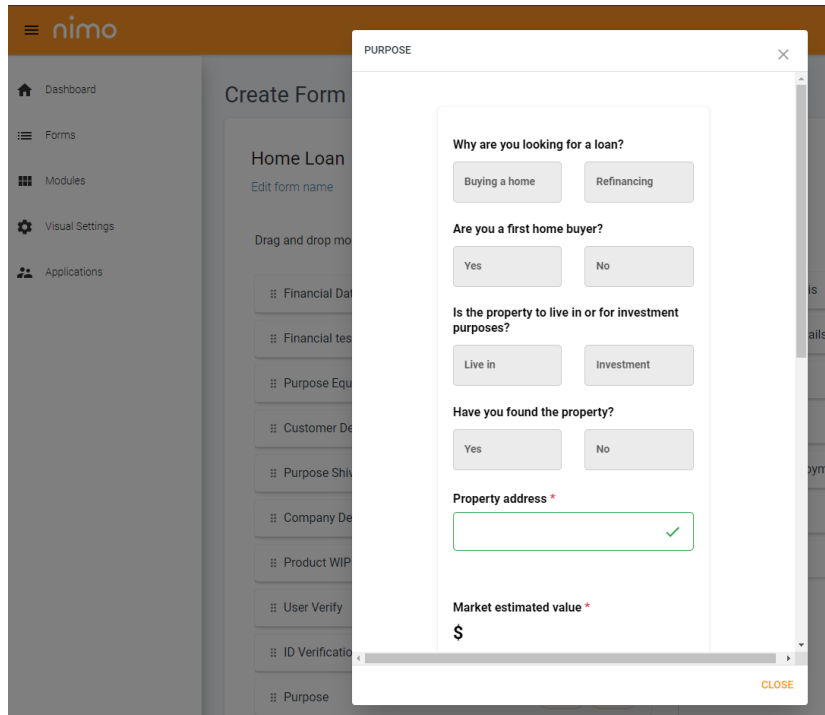 nimo
PURPOSE
Dashboard
Forms
Modules
Visual Settings
Applications
Create Form
Home Loan
Edit form name
Drag and drop mo
Financial Dat
Financial tes
Purpose Equ
Customer De
Purpose Shiv
Company De
Product WIP
User Verify
ID Verificatio
Purpose
Why are you looking for a loan?
Buying a home Refinancing
Are you a first home buyer?
Yes No
Is the property to live in or for investment
purposes?
Live in Investment
Have you found the property?
Yes No
Property address *
Market estimated value *
$
CLOSE
is
ails
oym